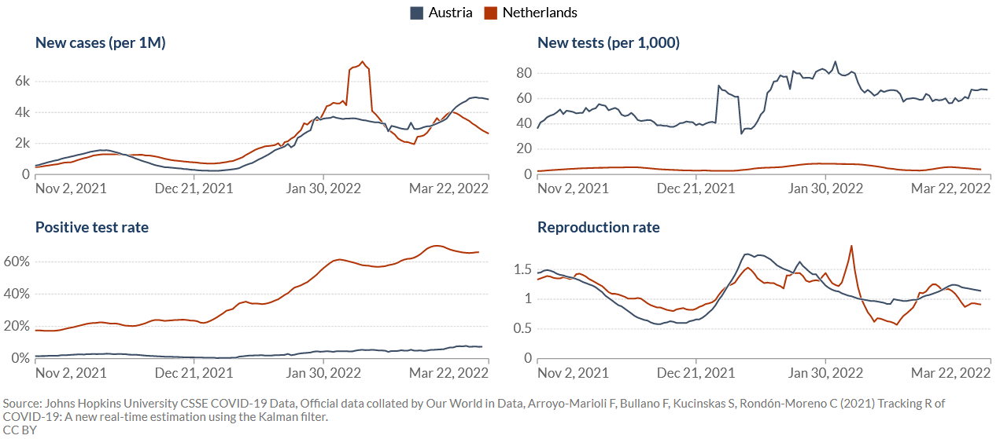 Austria Netherlands
New cases (per 1M)
6k
4k
2k
0
Nov 2, 2021 Dec 21, 2021 Jan 30, 2022 Mar 22, 2022
New tests (per 1,000)
80
60
40
20
0
Nov 2, 2021 Dec 21, 2021 Jan 30, 2022 Mar 22, 2022
Positive test rate
60%
40%
20%
0%
Nov 2, 2021 Dec 21, 2021 Jan 30, 2022 Mar 22, 2022
Reproduction rate
1.5
1
0.5
0
Nov 2, 2021 Dec 21, 2021 Jan 30, 2022 Mar 22, 2022
Source: Johns Hopkins University CSSE COVID-19 Data, Official data collated by Our World in Data, Arroyo-Marioli F, Bullano F, Kucinskas S, Rondón-Moreno C (2021) Tracking R of
COVID-19: A new real-time estimation using the Kalman filter.
CC BY